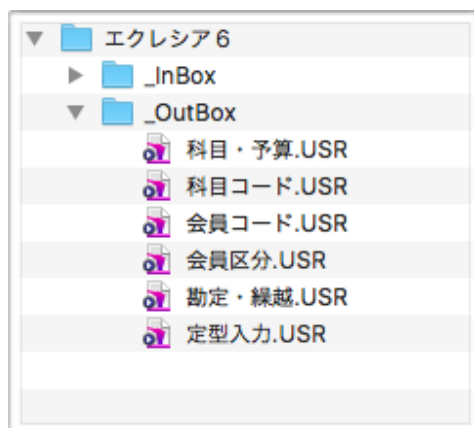 エクレシア６
_InBox
_OutBox
科目・予算.USR
科目コード.USR
会員コード.USR
会員区分.USR
勘定・繰越.USR
定型入力.USR